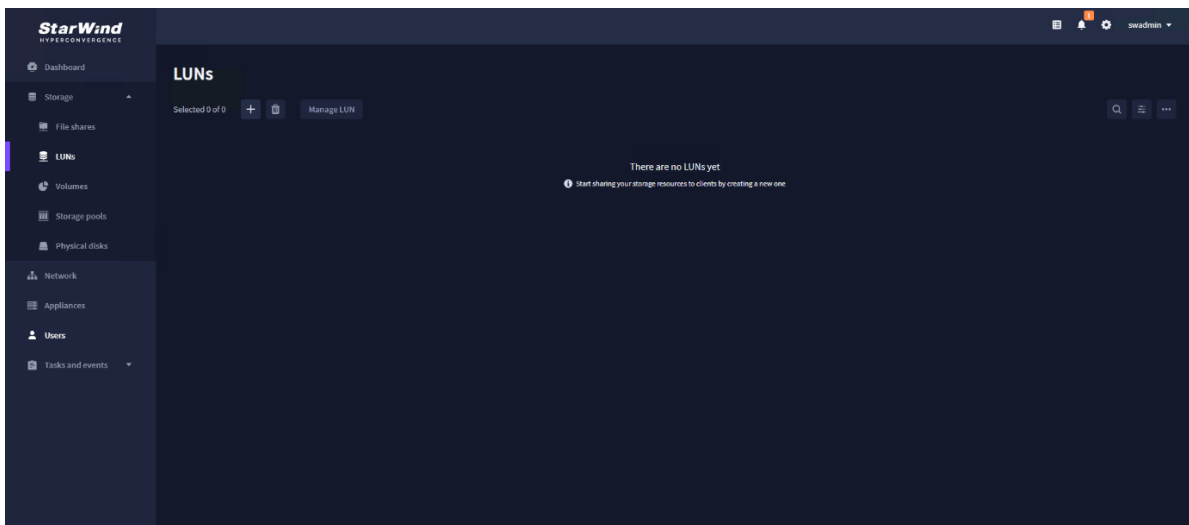 StarWind
HYPERCONVERGENCE
1
swadmin
Dashboard
Storage
File shares
LUNs
Volumes
Storage pools
Physical disks
Network
Appliances
Users
Tasks and events
LUNs
Selected 0 of 0
Manage LUN
There are no LUNs yet
Start sharing your storage resources to clients by creating a new one